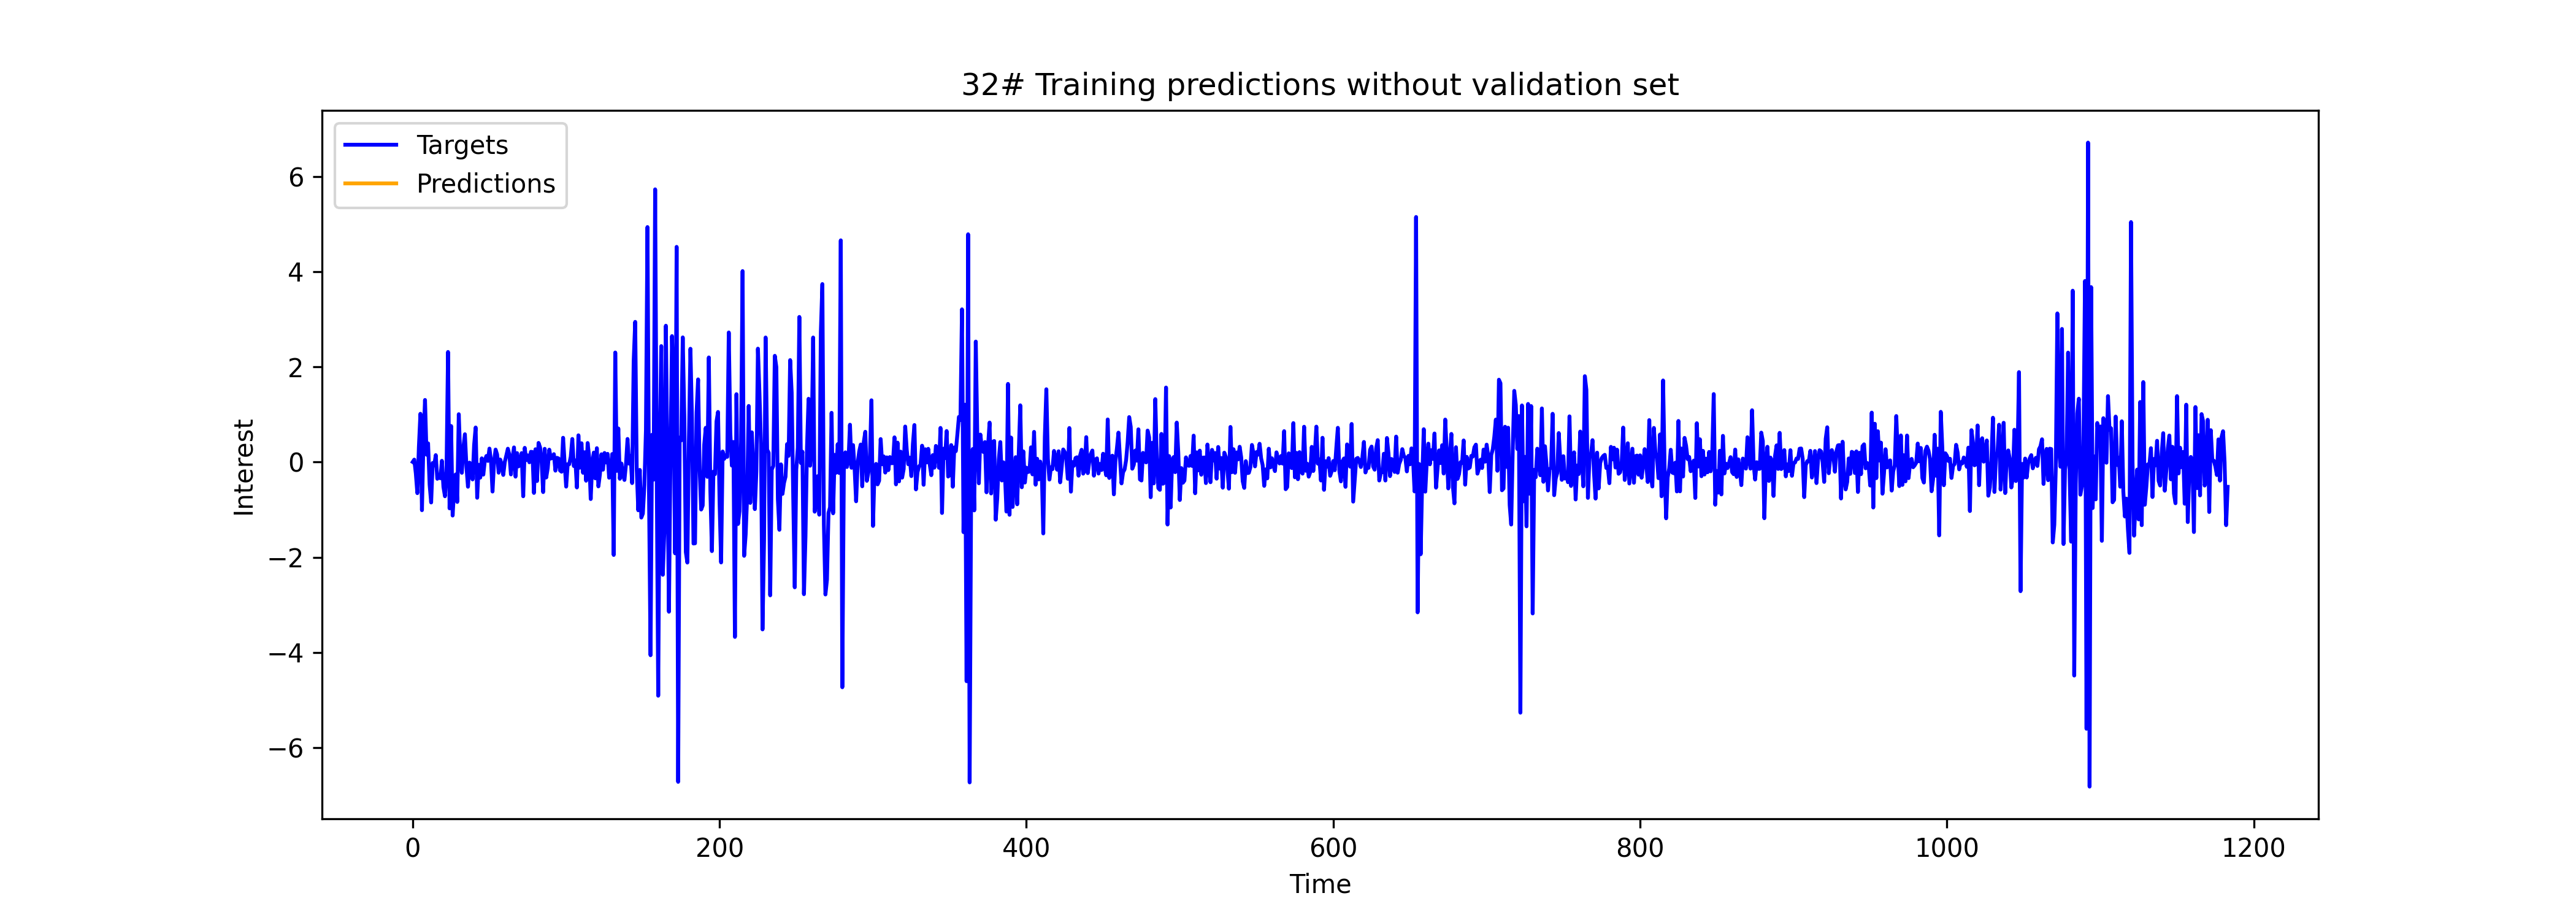 32# Training predictions without validation set
Targets
Predictions
6
4
2
0
−2
−4
−6
Interest
0 200 400 600 800 1000 1200
Time